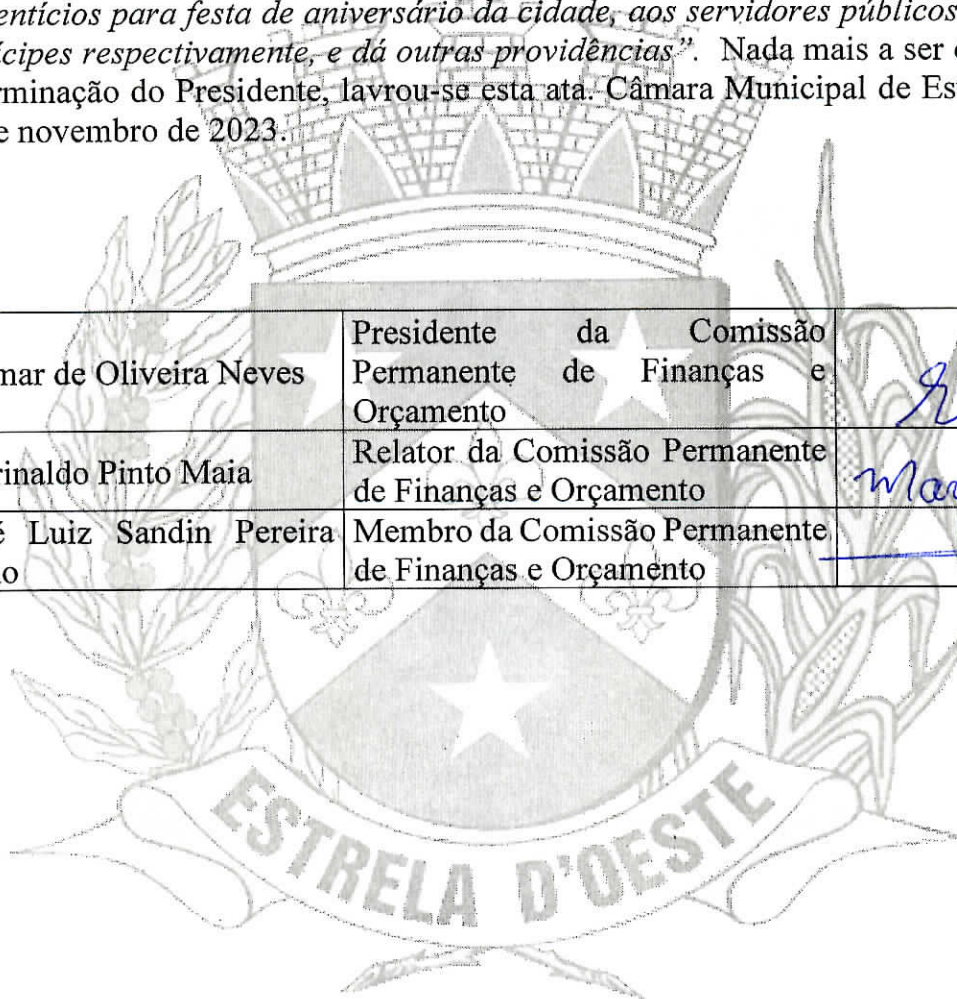 entícios para festa de aniversário da cidade, aos servidores públicos
cipes respectivamente, e dá outras providências”. Nada mais a ser
rminação do Presidente, lavrou-se esta ata. Câmara Municipal de Es
e novembro de 2023.
mar de Oliveira Neves
Presidente da Comissão
Permanente de Finanças e
Orçamento
rinaldo Pinto Maia
Relator da Comissão Permanente
de Finanças e Orçamento
Mar
é Luiz Sandin Pereira
o
Membro da Comissão Permanente
de Finanças e Orçamento
ESTRELA D'OESTE